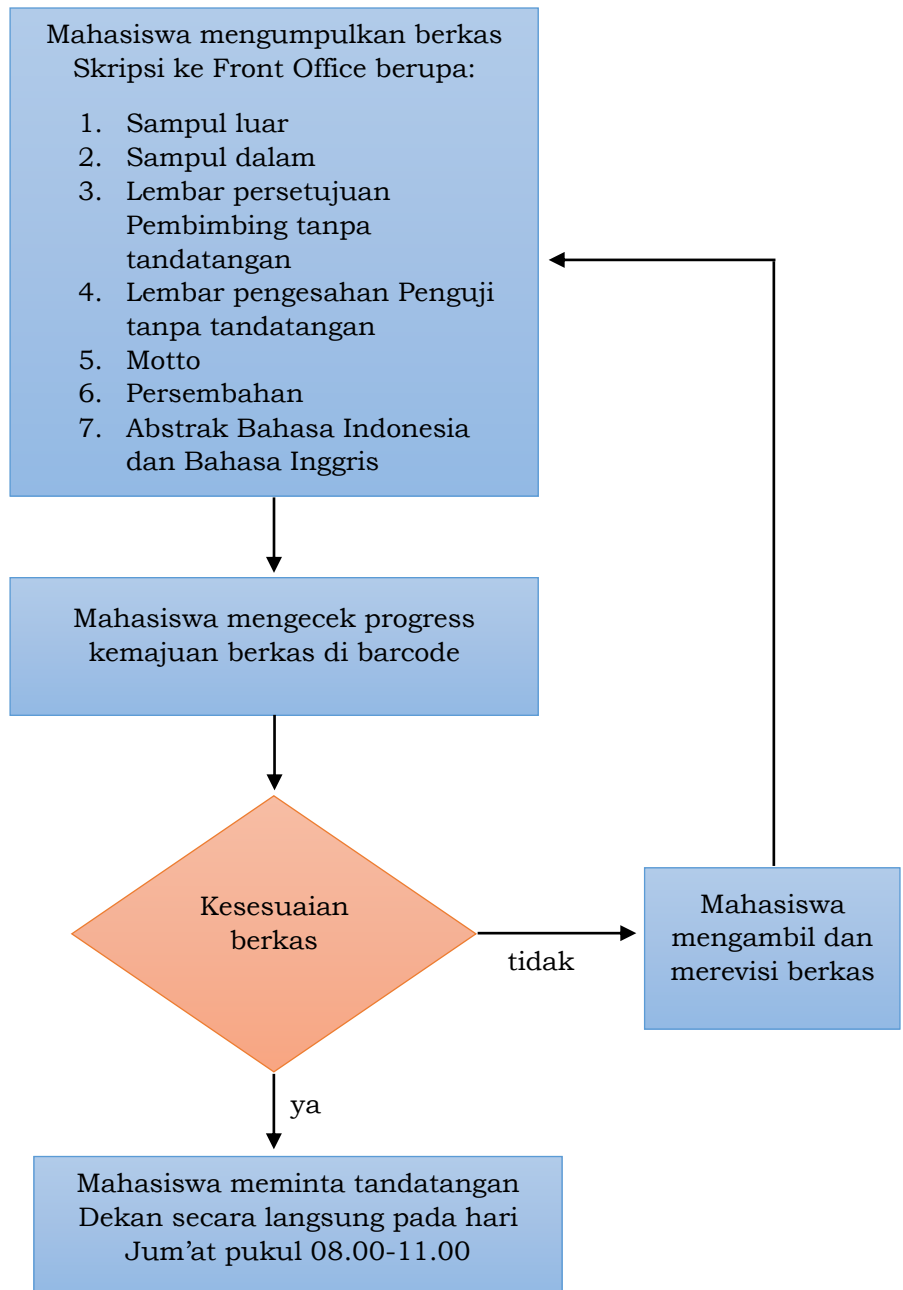 Mahasiswa mengumpulkan berkas
Skripsi ke Front Office berupa:
1. Sampul luar
2. Sampul dalam
3. Lembar persetujuan
Pembimbing tanpa
tandatangan
4. Lembar pengesahan Penguji
tanpa tandatangan
5. Motto
6. Persembahan
7. Abstrak Bahasa Indonesia
dan Bahasa Inggris
Mahasiswa mengecek progress
kemajuan berkas di barcode
Kesesuaian
berkas
tidak
Mahasiswa
mengambil dan
merevisi berkas
ya
Mahasiswa meminta tandatangan
Dekan secara langsung pada hari
Jum’at pukul 08.00-11.00